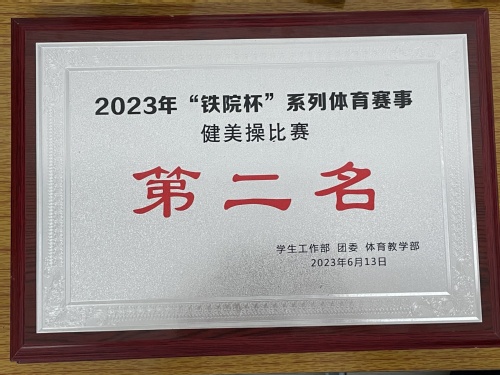 2023年“铁院杯”系列体育赛事
健美操比赛
第二名
学生工作部 团委 体育教学部
2023年6月13日